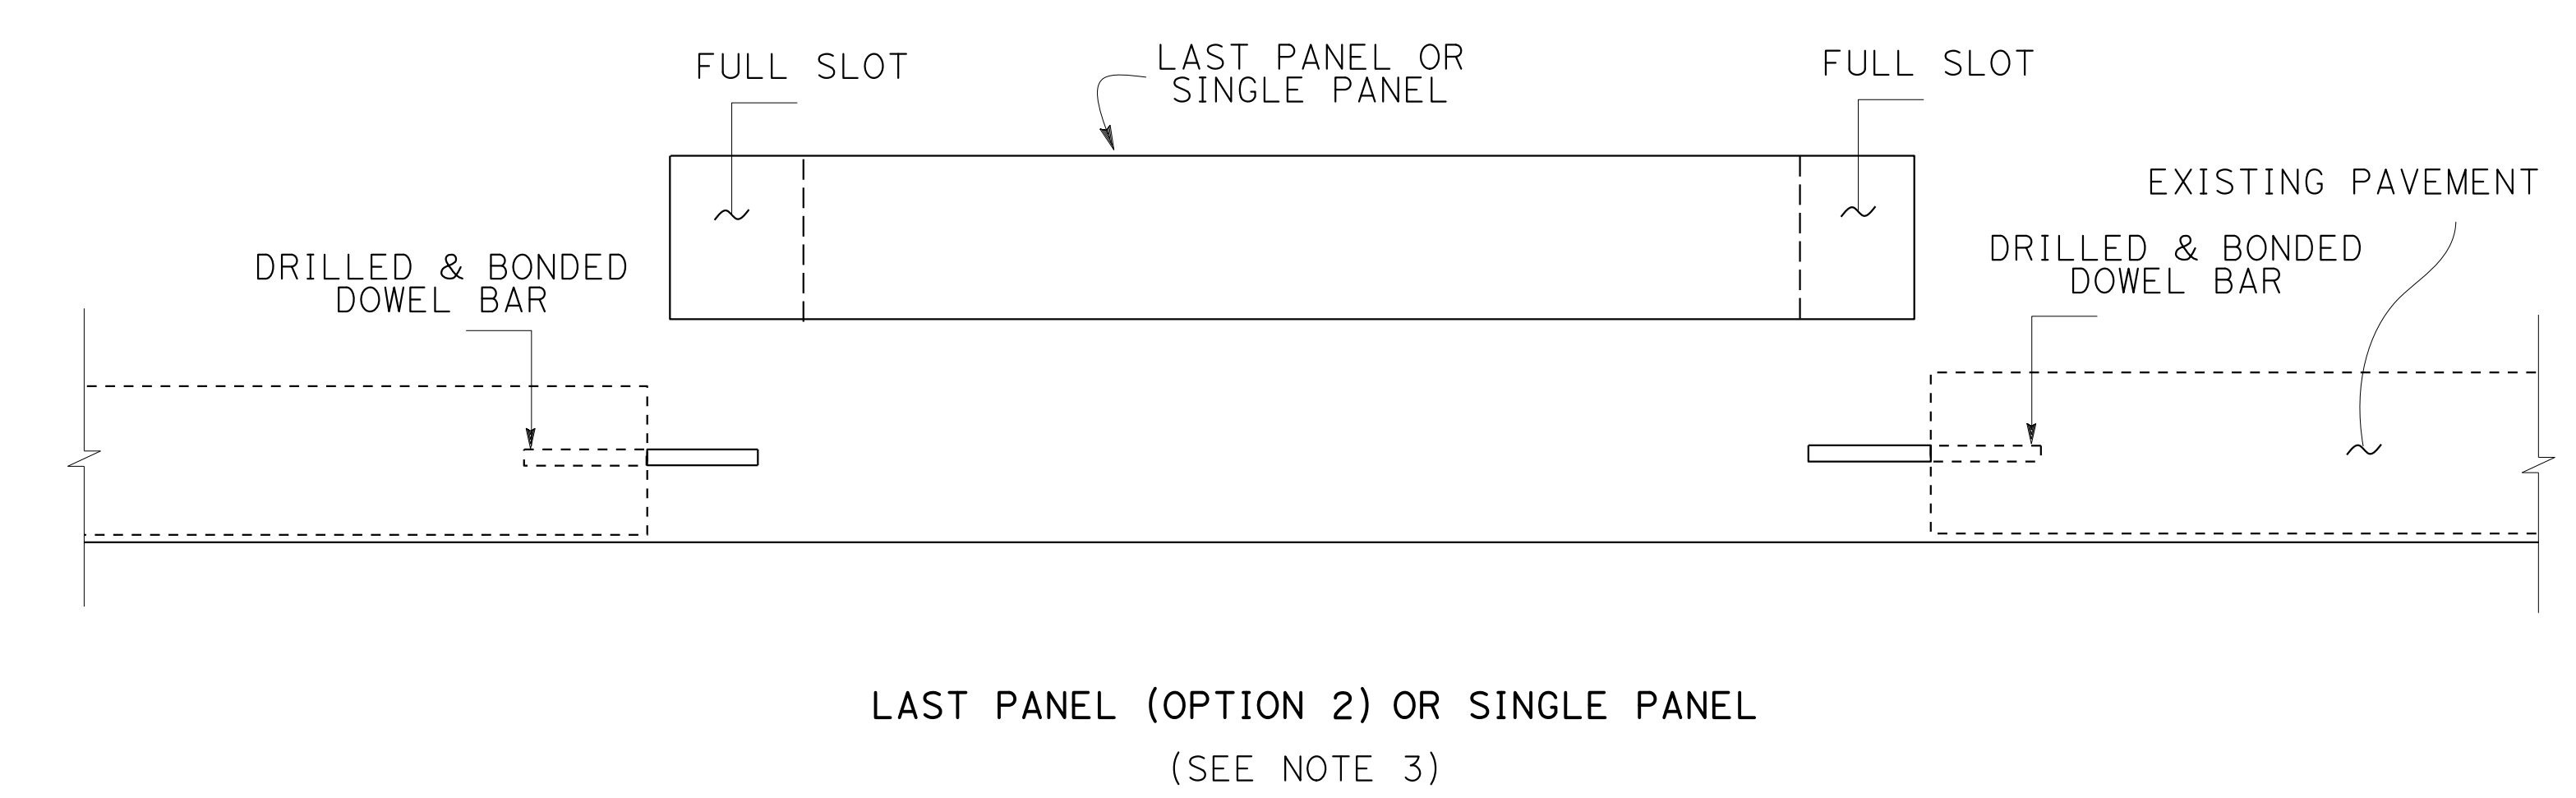 FULL SLOT
LAST PANEL OR
SINGLE PANEL
FULL SLOT
EXISTING PAVEMENT
DRILLED & BONDED
DOWEL BAR
DRILLED & BONDED
DOWEL BAR
LAST PANEL (OPTION 2) OR SINGLE PANEL
(SEE NOTE 3)